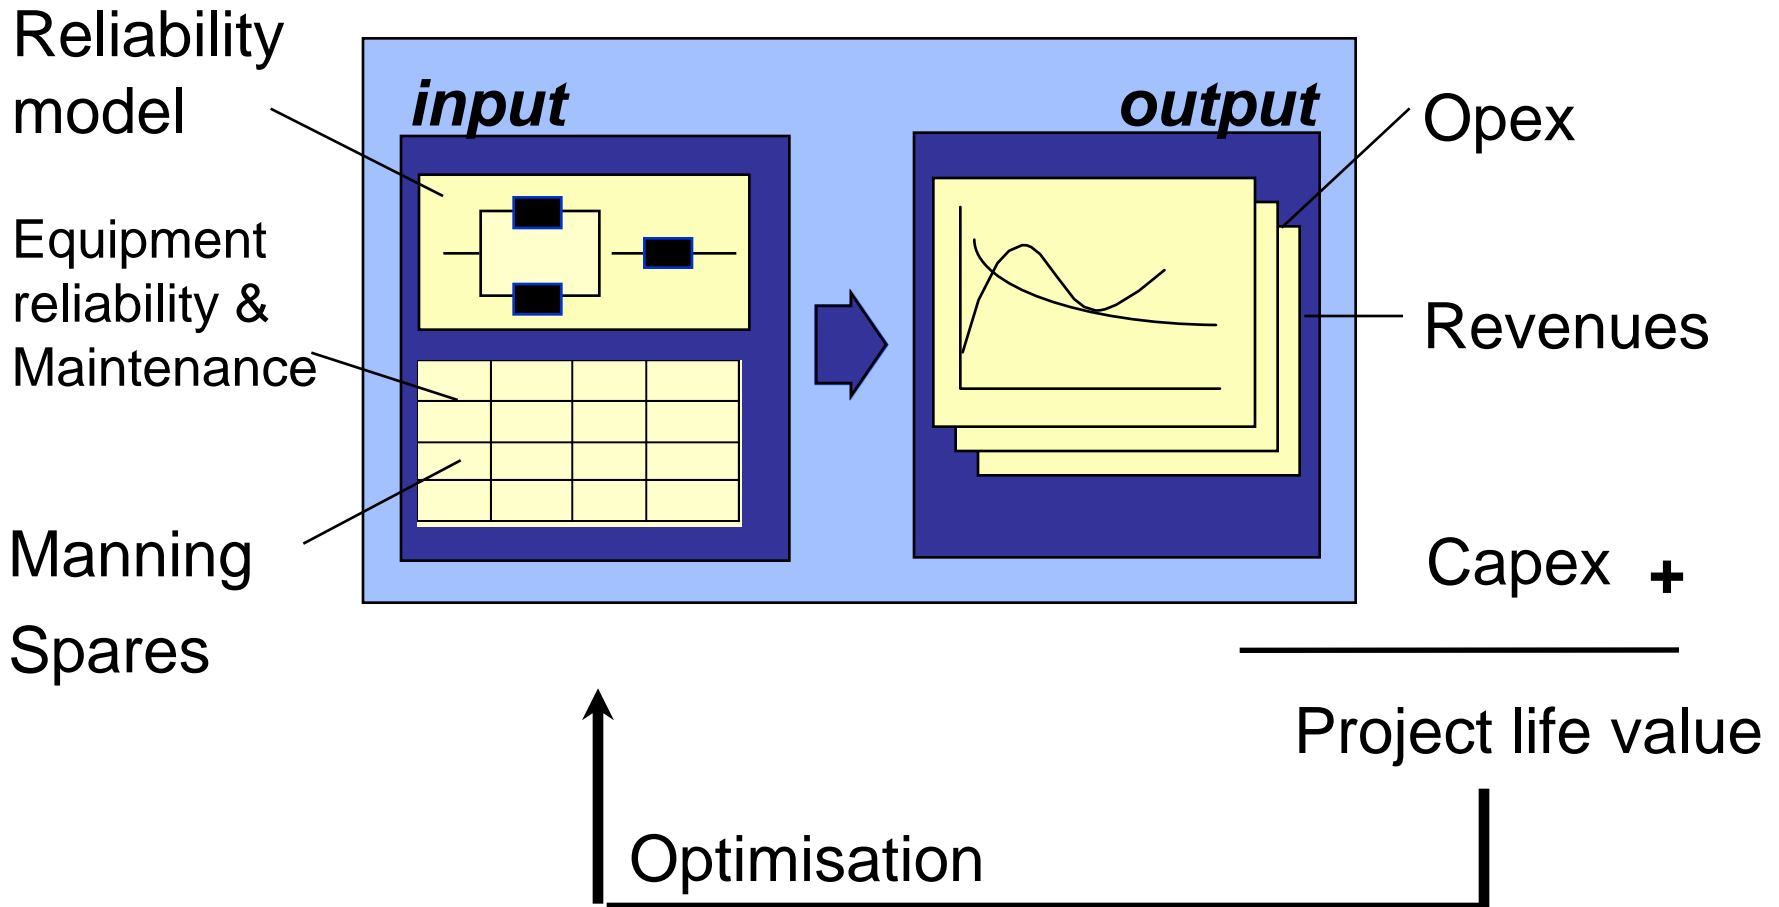 Reliability
model
Equipment
reliability &
Maintenance
Manning
Spares
input
output
Opex
Revenues
Capex +
Project life value
Optimisation